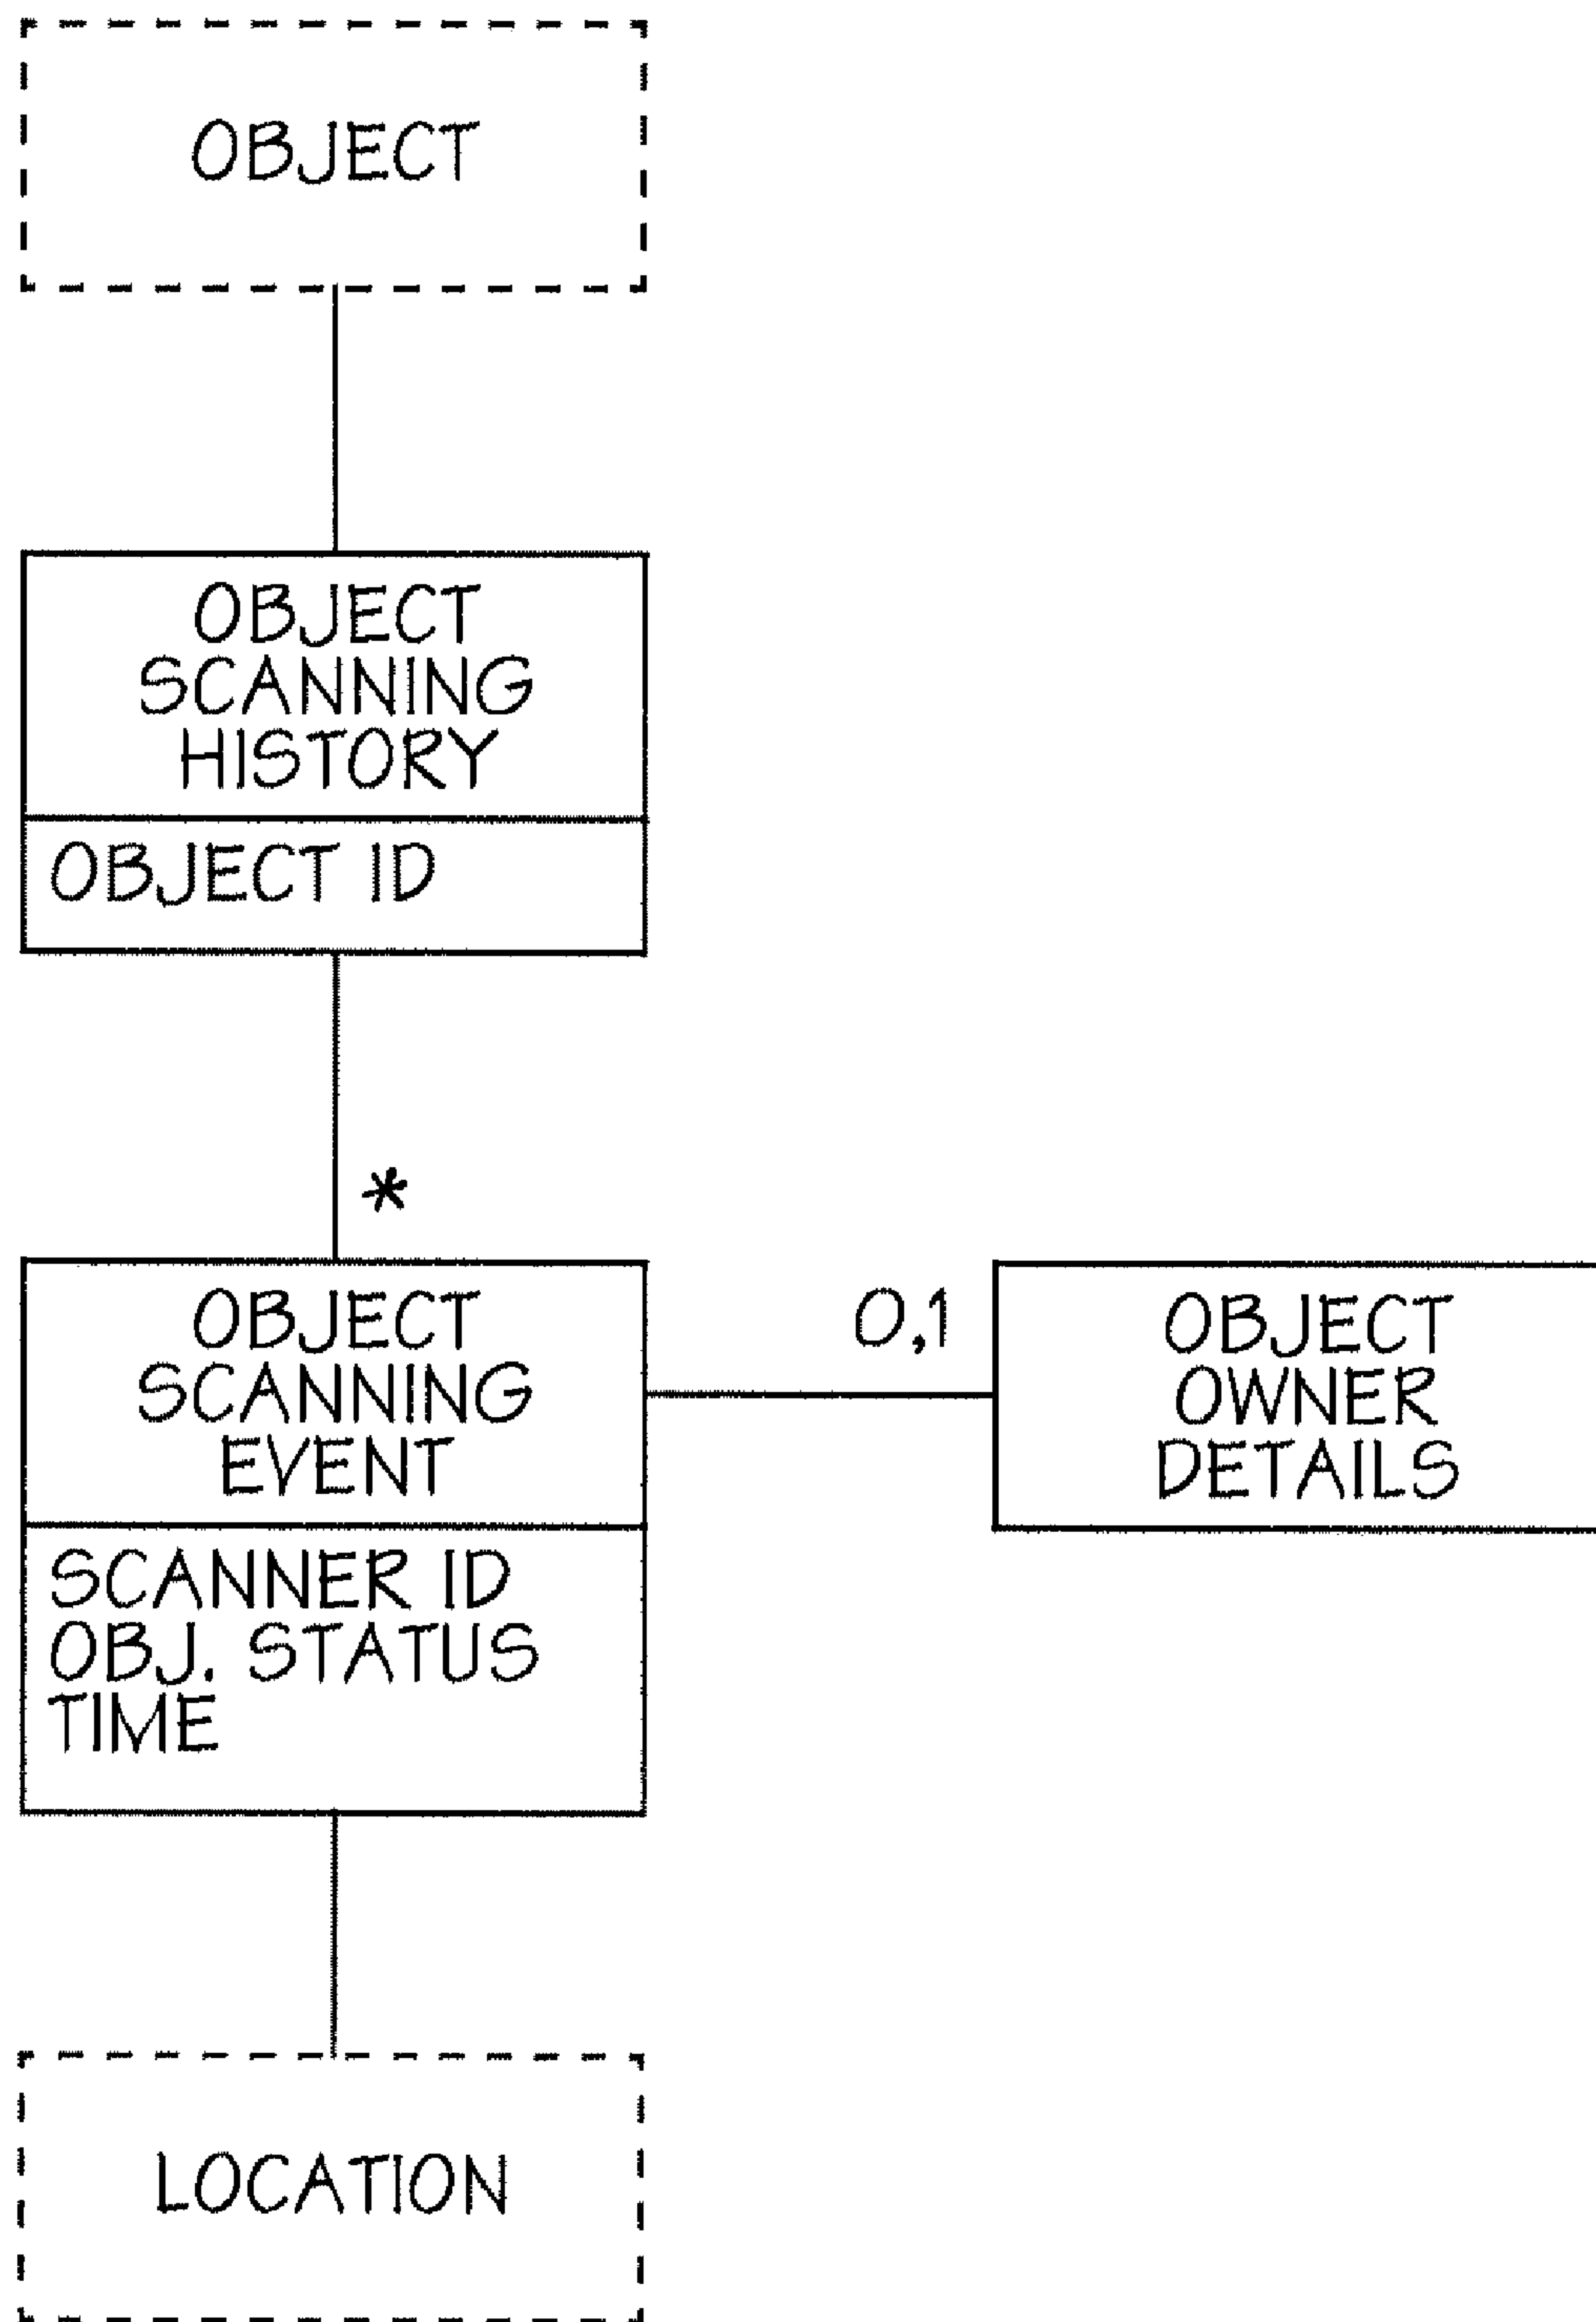 OBJECT
OBJECT
SCANNING
HISTORY
OBJECT ID
*
OBJECT
SCANNING
EVENT
SCANNER ID
OBJ. STATUS
TIME
0,1
OBJECT
OWNER
DETAILS
LOCATION